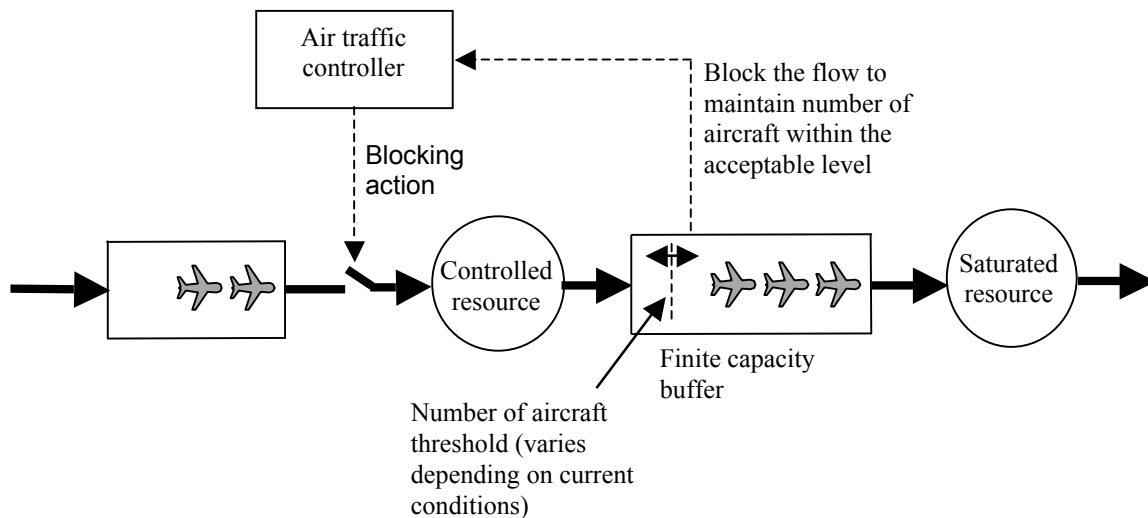 Air traffic
controller
Block the flow to
maintain number of
aircraft within the
acceptable level
Blocking
action
Controlled
resource
Saturated
resource
Finite capacity
buffer
Number of aircraft
threshold (varies
depending on current
conditions)